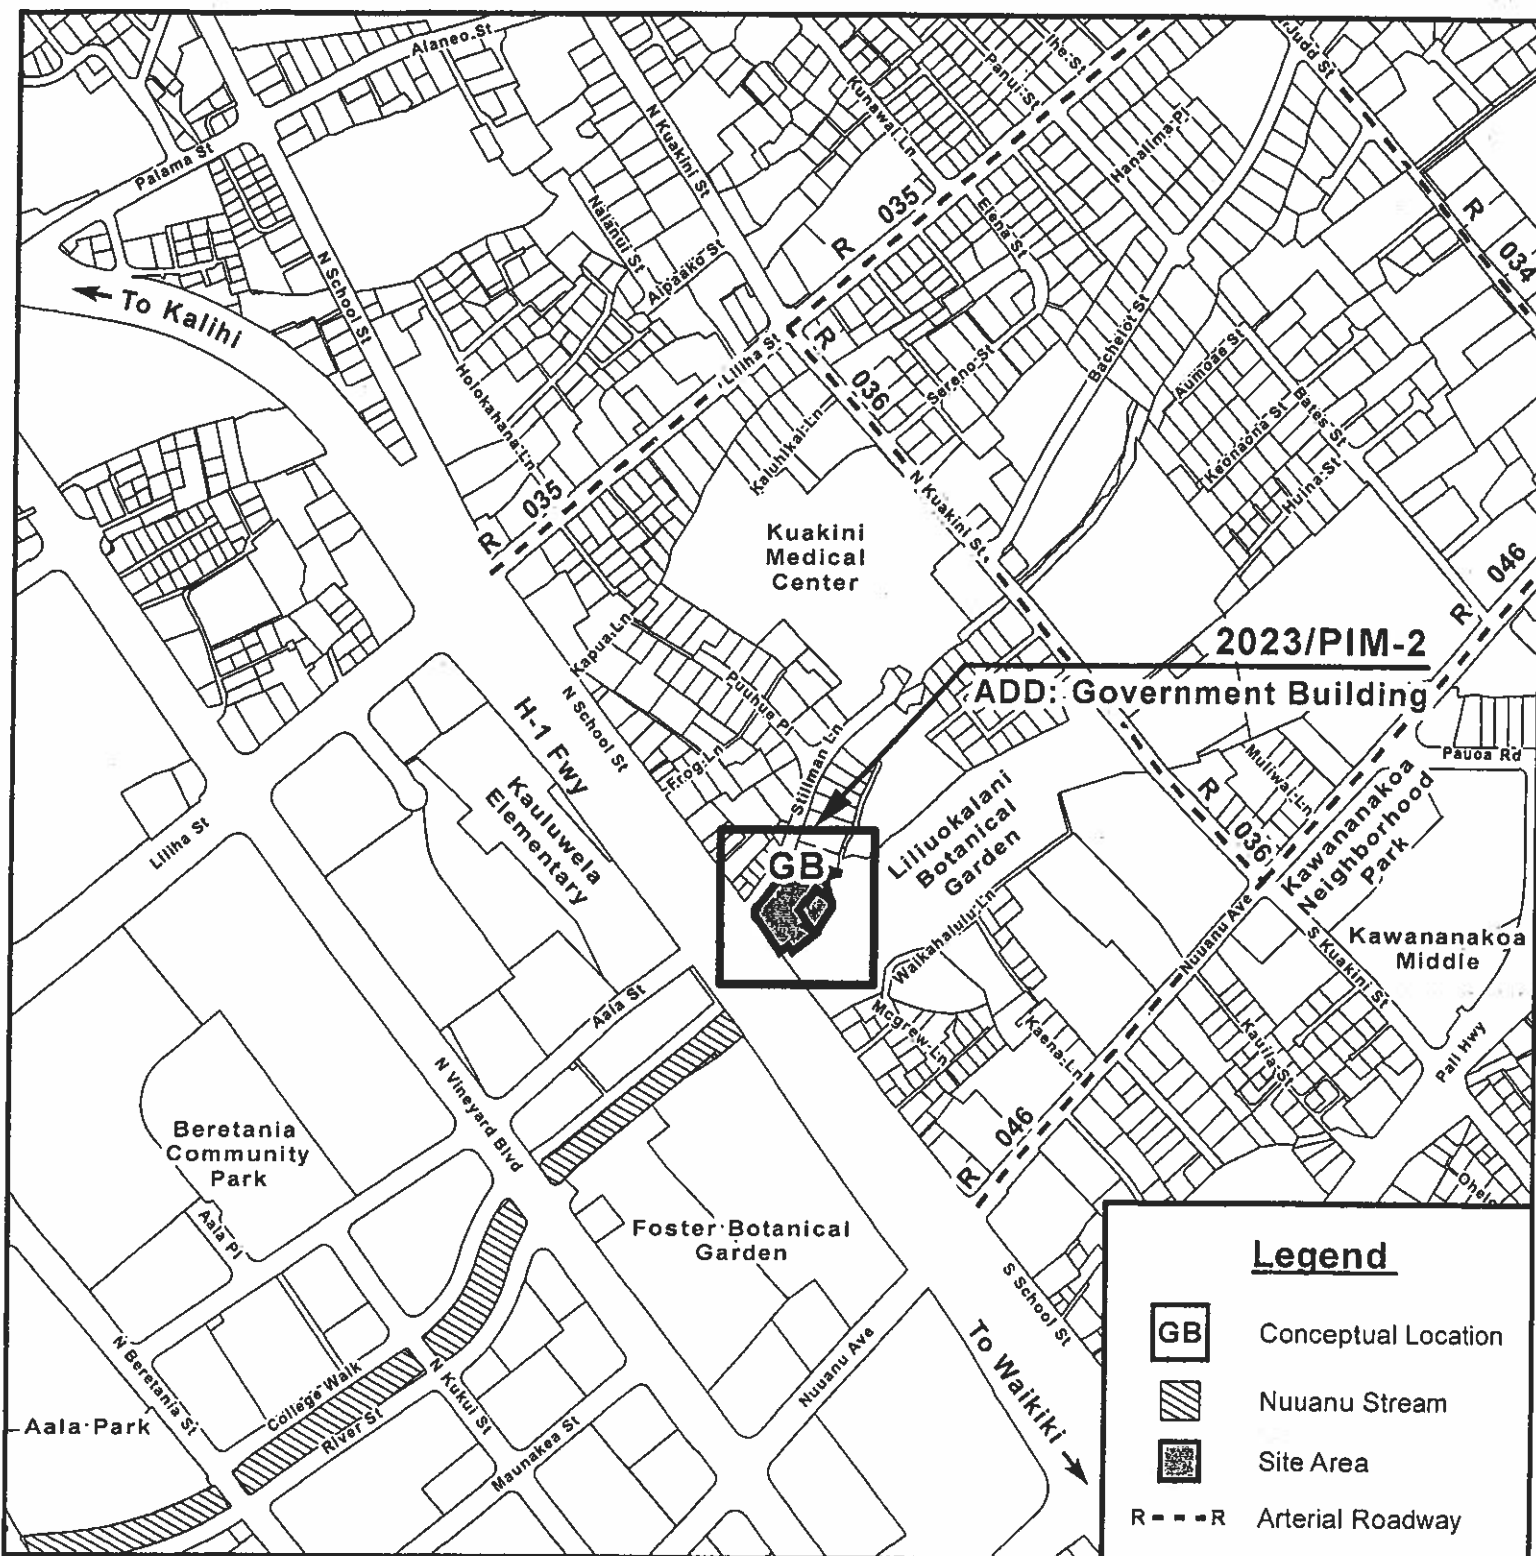 Alaneo St
Palama St
N Kuakini St
Kunawai Ln
Ihe St
Panui St
Judd St
Hanalima Pl
R
034
035
R
Elena St
Nalanui St
Aipaako St
N School St
To Kalihi
Holokahana Ln
Liliha St
R
036
Serano St
Bachelot St
Aumoae St
Bates St
Keonaona St
Huina St
Kaluhikai Ln
N Kuakini St
035
R
Kuakini
Medical
Center
046
R
2023/PIM-2
ADD: Government Building
Kapua Ln
N School St
Puuhue Pl
Frog Ln
Stillman Ln
H-1 Fwy
Kauluwela
Elementary
Liliha St
GB
Liliuokalani
Botanical
Garden
Muliwai Ln
R
036
Pauoa Rd
Kawananakoa
Neighborhood
Park
Kawananakoa
Middle
Waikahalulu Ln
Nuuanu Ave
S Kuakini St
Kauila St
Pali Hwy
Mcgrew Ln
Kaena Ln
Aala St
N Vineyard Blvd
046
R
Ohelo
Beretania
Community
Park
Aala Pl
Foster Botanical
Garden
S School St
To Waikiki
Nuuanu Ave
N Beretania St
College Walk
River St
N Kukui St
Maunakea St
Aala Park
Legend
GB Conceptual Location
Nuuanu Stream
Site Area
R R Arterial Roadway